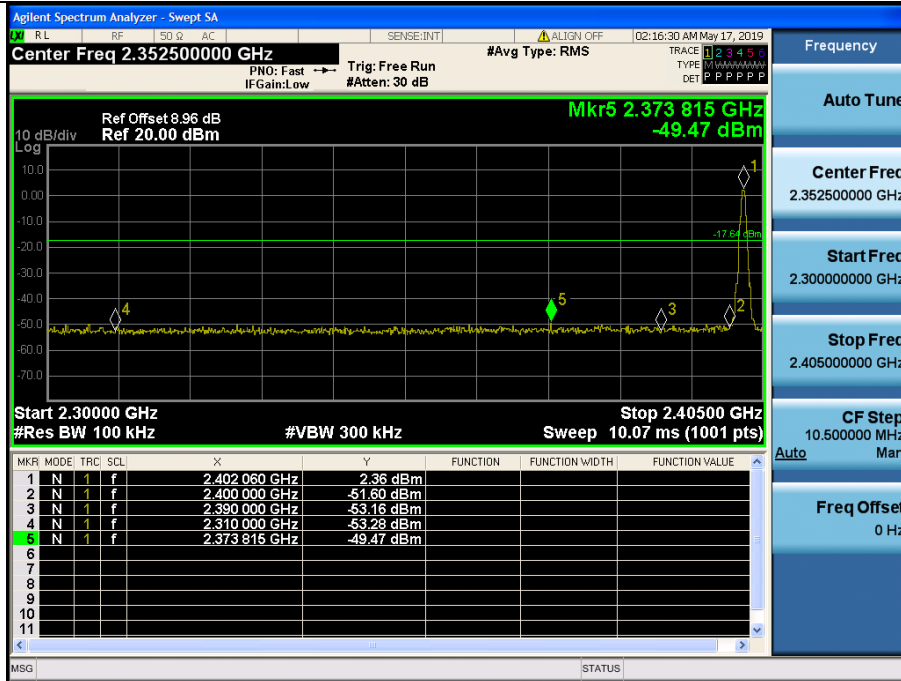 Agilent Spectrum Analyzer - Swept SA
LXI RL RF 50 Ω AC SENSE:INT ALIGN OFF 02:16:30 AM May 17, 2019
Center Freq 2.352500000 GHz
PNO: Fast
IFGain:Low
Trig: Free Run
#Atten: 30 dB
#Avg Type: RMS
TRACE 1 2 3 4 5 6
TYPE M W W W W W
DET P P P P P P
Ref Offset 8.96 dB
10 dB/div Ref 20.00 dBm
Log
Mkr5 2.373 815 GHz
-49.47 dBm
10.0
0.00
-10.0
-20.0
-30.0
-40.0
-50.0
-60.0
-70.0
-17.64 dBm
1
2
3
4
5
Start 2.30000 GHz Stop 2.40500 GHz
#Res BW 100 kHz #VBW 300 kHz Sweep 10.07 ms (1001 pts)
MKR MODE TRC SCL X Y FUNCTION FUNCTION WIDTH FUNCTION VALUE
1 N 1 f 2.402 060 GHz 2.36 dBm
2 N 1 f 2.400 000 GHz -51.60 dBm
3 N 1 f 2.390 000 GHz -53.16 dBm
4 N 1 f 2.310 000 GHz -53.28 dBm
5 N 1 f 2.373 815 GHz -49.47 dBm
6
7
8
9
10
11
MSG STATUS
Frequency
Auto Tune
Center Freq
2.352500000 GHz
Start Freq
2.300000000 GHz
Stop Freq
2.405000000 GHz
CF Step
10.500000 MHz
Auto Man
Freq Offset
0 Hz